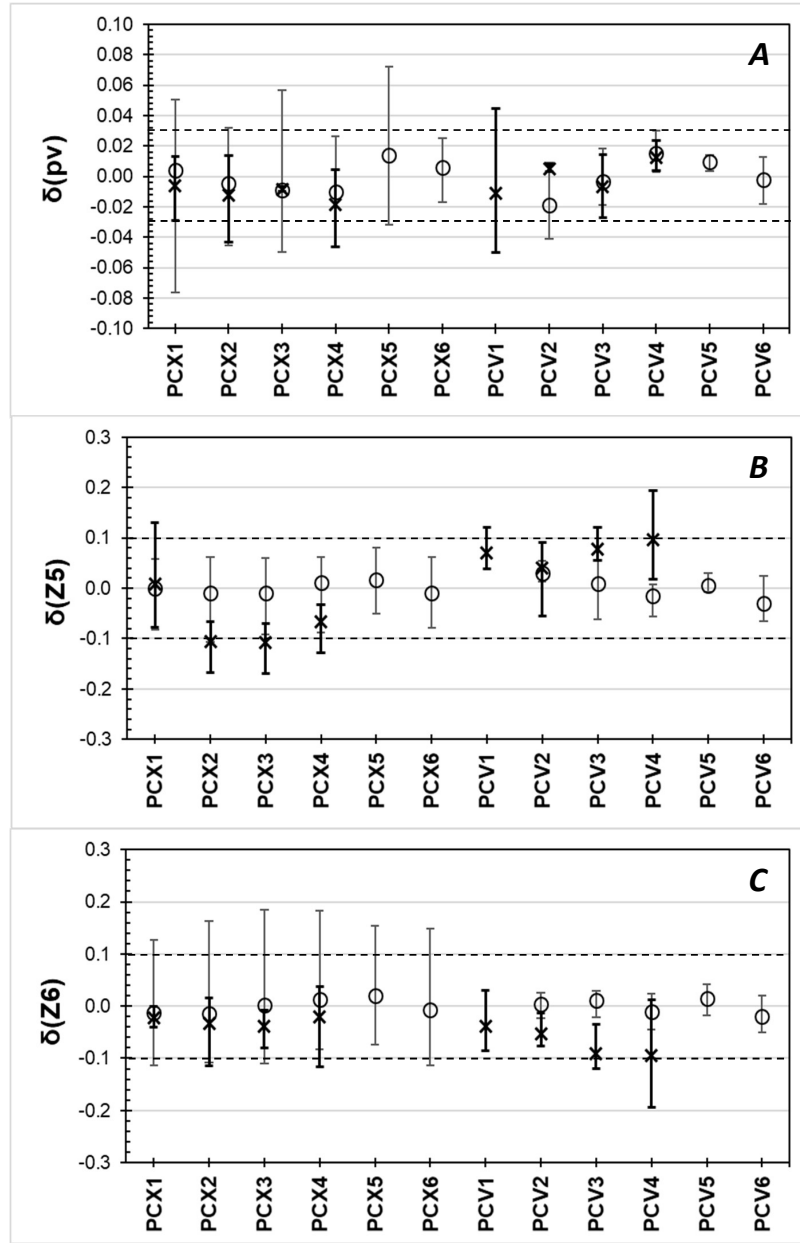 A
δ(pv)
0.10
0.08
0.06
0.04
0.02
0.00
-0.02
-0.04
-0.06
-0.08
-0.10
PCX1 PCX2 PCX3 PCX4 PCX5 PCX6 PCV1 PCV2 PCV3 PCV4 PCV5 PCV6
B
δ(Z5)
0.3
0.2
0.1
0.0
-0.1
-0.2
-0.3
PCX1 PCX2 PCX3 PCX4 PCX5 PCX6 PCV1 PCV2 PCV3 PCV4 PCV5 PCV6
C
δ(Z6)
0.3
0.2
0.1
0.0
-0.1
-0.2
-0.3
PCX1 PCX2 PCX3 PCX4 PCX5 PCX6 PCV1 PCV2 PCV3 PCV4 PCV5 PCV6